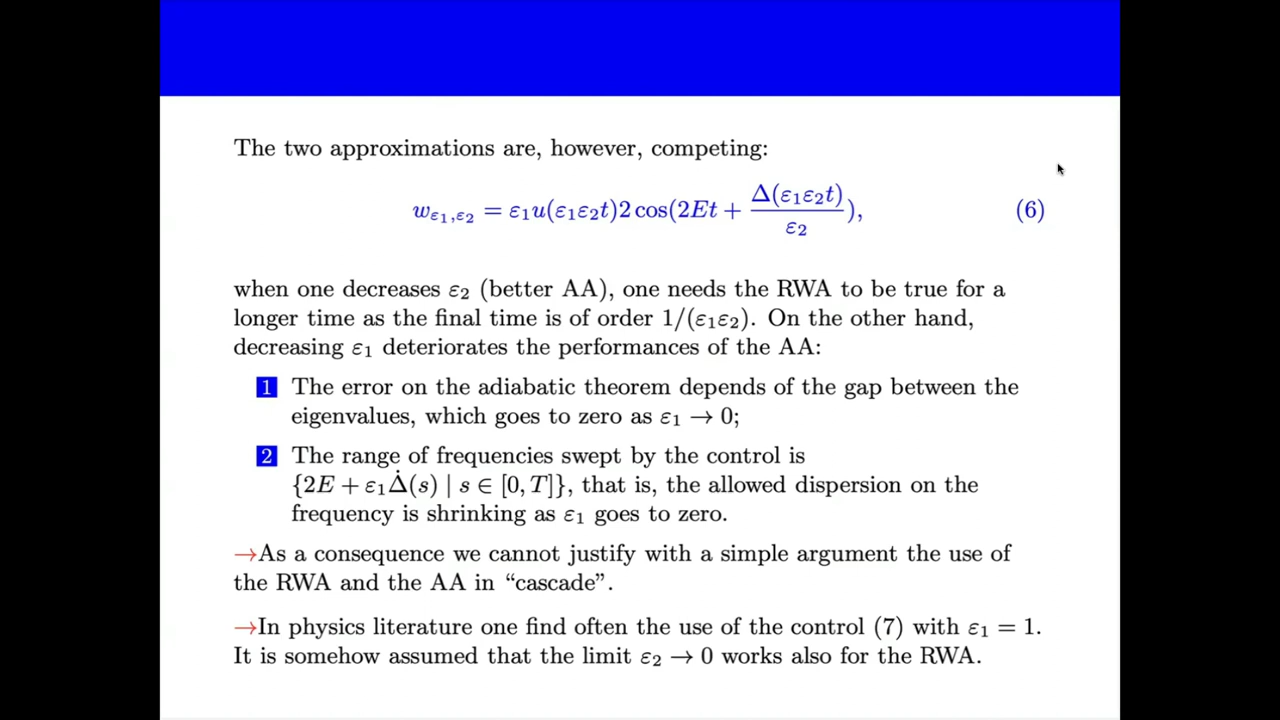 The two approximations are, however, competing:
w_{ε₁,ε₂} = ε₁u(ε₁ε₂t)2 cos(2Et + Δ(ε₁ε₂t)/ε₂), (6)
when one decreases ε₂ (better AA), one needs the RWA to be true for a
longer time as the final time is of order 1/(ε₁ε₂). On the other hand,
decreasing ε₁ deteriorates the performances of the AA:
1 The error on the adiabatic theorem depends of the gap between the
eigenvalues, which goes to zero as ε₁ → 0;
2 The range of frequencies swept by the control is
{2E + ε₁Δ̇(s) | s ∈ [0, T]}, that is, the allowed dispersion on the
frequency is shrinking as ε₁ goes to zero.
→As a consequence we cannot justify with a simple argument the use of
the RWA and the AA in “cascade”.
→In physics literature one find often the use of the control (7) with ε₁ = 1.
It is somehow assumed that the limit ε₂ → 0 works also for the RWA.